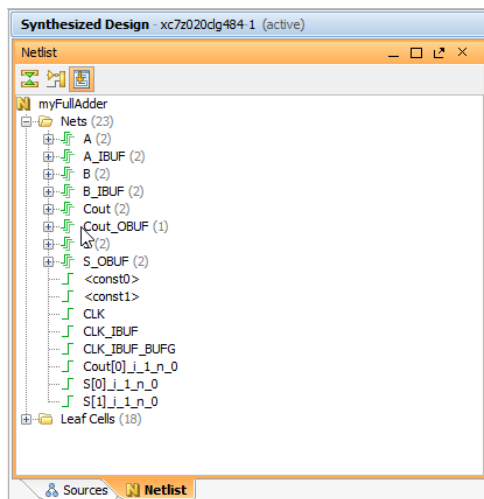 Synthesized Design - xc7z020clg484-1 (active)
Netlist
myFullAdder
Nets (23)
A (2)
A_IBUF (2)
B (2)
B_IBUF (2)
Cout (2)
Cout_OBUF (1)
(2)
S_OBUF (2)
<const0>
<const1>
CLK
CLK_IBUF
CLK_IBUF_BUFG
Cout[0]_i_1_n_0
S[0]_i_1_n_0
S[1]_i_1_n_0
Leaf Cells (18)
Sources Netlist